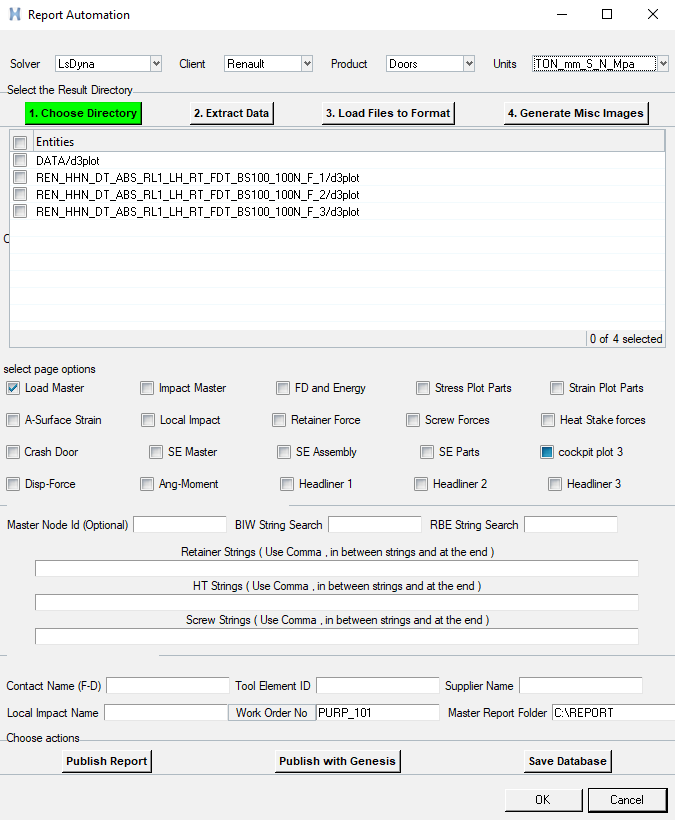 Report Automation
Solver LsDyna Client Renault Product Doors Units TON_mm_S_N_Mpa
Select the Result Directory
1. Choose Directory 2. Extract Data 3. Load Files to Format 4. Generate Misc Images
Entities
DATA/d3plot
REN_HHN_DT_ABS_RL1_LH_RT_FDT_BS100_100N_F_1/d3plot
REN_HHN_DT_ABS_RL1_LH_RT_FDT_BS100_100N_F_2/d3plot
REN_HHN_DT_ABS_RL1_LH_RT_FDT_BS100_100N_F_3/d3plot
0 of 4 selected
select page options
Load Master Impact Master FD and Energy Stress Plot Parts Strain Plot Parts
A-Surface Strain Local Impact Retainer Force Screw Forces Heat Stake forces
Crash Door SE Master SE Assembly SE Parts cockpit plot 3
Disp-Force Ang-Moment Headliner 1 Headliner 2 Headliner 3
Master Node Id (Optional) BIW String Search RBE String Search
Retainer Strings ( Use Comma , in between strings and at the end )
HT Strings ( Use Comma , in between strings and at the end )
Screw Strings ( Use Comma , in between strings and at the end )
Contact Name (F-D) Tool Element ID Supplier Name
Local Impact Name Work Order No PURP_101 Master Report Folder C:\REPORT
Choose actions
Publish Report Publish with Genesis Save Database
OK Cancel